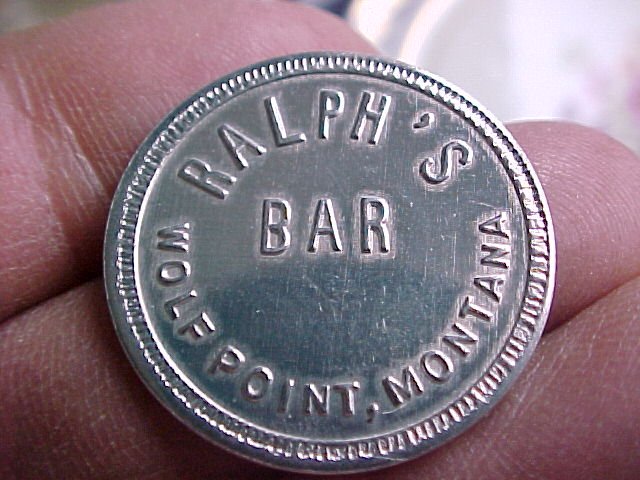 RALPH'S
BAR
WOLF POINT, MONTANA